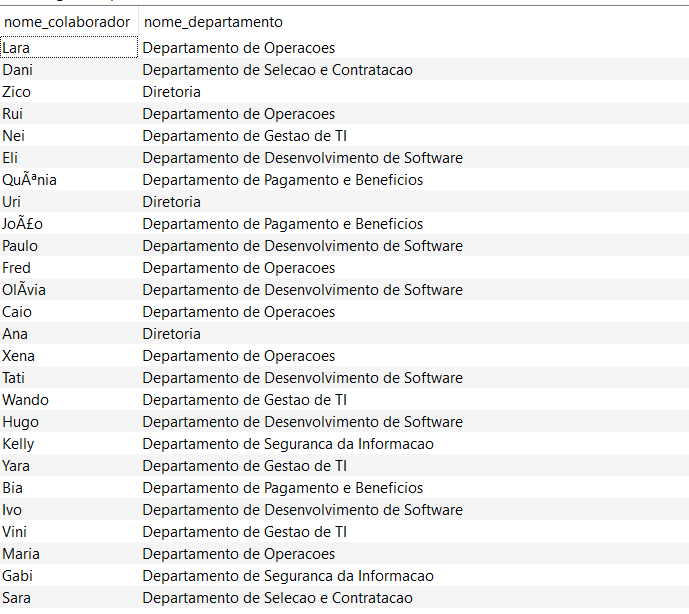 nome_colaborador nome_departamento
Lara Departamento de Operacoes
Dani Departamento de Selecao e Contratacao
Zico Diretoria
Rui Departamento de Operacoes
Nei Departamento de Gestao de TI
Eli Departamento de Desenvolvimento de Software
QuÃªnia Departamento de Pagamento e Beneficios
Uri Diretoria
JoÃ£o Departamento de Pagamento e Beneficios
Paulo Departamento de Desenvolvimento de Software
Fred Departamento de Operacoes
OlÃvia Departamento de Desenvolvimento de Software
Caio Departamento de Operacoes
Ana Diretoria
Xena Departamento de Operacoes
Tati Departamento de Desenvolvimento de Software
Wando Departamento de Gestao de TI
Hugo Departamento de Desenvolvimento de Software
Kelly Departamento de Seguranca da Informacao
Yara Departamento de Gestao de TI
Bia Departamento de Pagamento e Beneficios
Ivo Departamento de Desenvolvimento de Software
Vini Departamento de Gestao de TI
Maria Departamento de Operacoes
Gabi Departamento de Seguranca da Informacao
Sara Departamento de Selecao e Contratacao